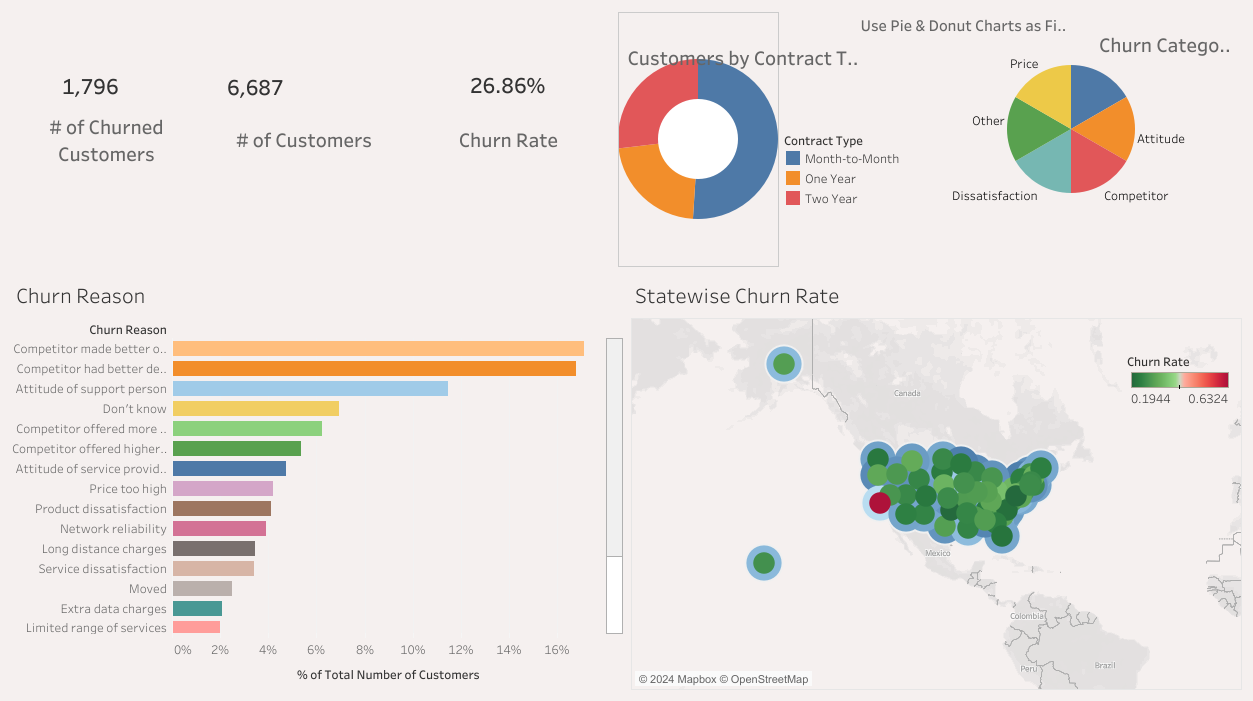 1,796
# of Churned
Customers
6,687
# of Customers
26.86%
Churn Rate
Customers by Contract T..
Contract Type
Month-to-Month
One Year
Two Year
Use Pie & Donut Charts as Fi..
Churn Catego..
Price
Other
Attitude
Dissatisfaction
Competitor
Churn Reason
Churn Reason
Competitor made better o..
Competitor had better de..
Attitude of support person
Don't know
Competitor offered more ..
Competitor offered higher..
Attitude of service provid..
Price too high
Product dissatisfaction
Network reliability
Long distance charges
Service dissatisfaction
Moved
Extra data charges
Limited range of services
0% 2% 4% 6% 8% 10% 12% 14% 16%
% of Total Number of Customers
Statewise Churn Rate
Churn Rate
0.1944 0.6324
Canada
Mexico
Colombia
Peru
Brazil
© 2024 Mapbox © OpenStreetMap